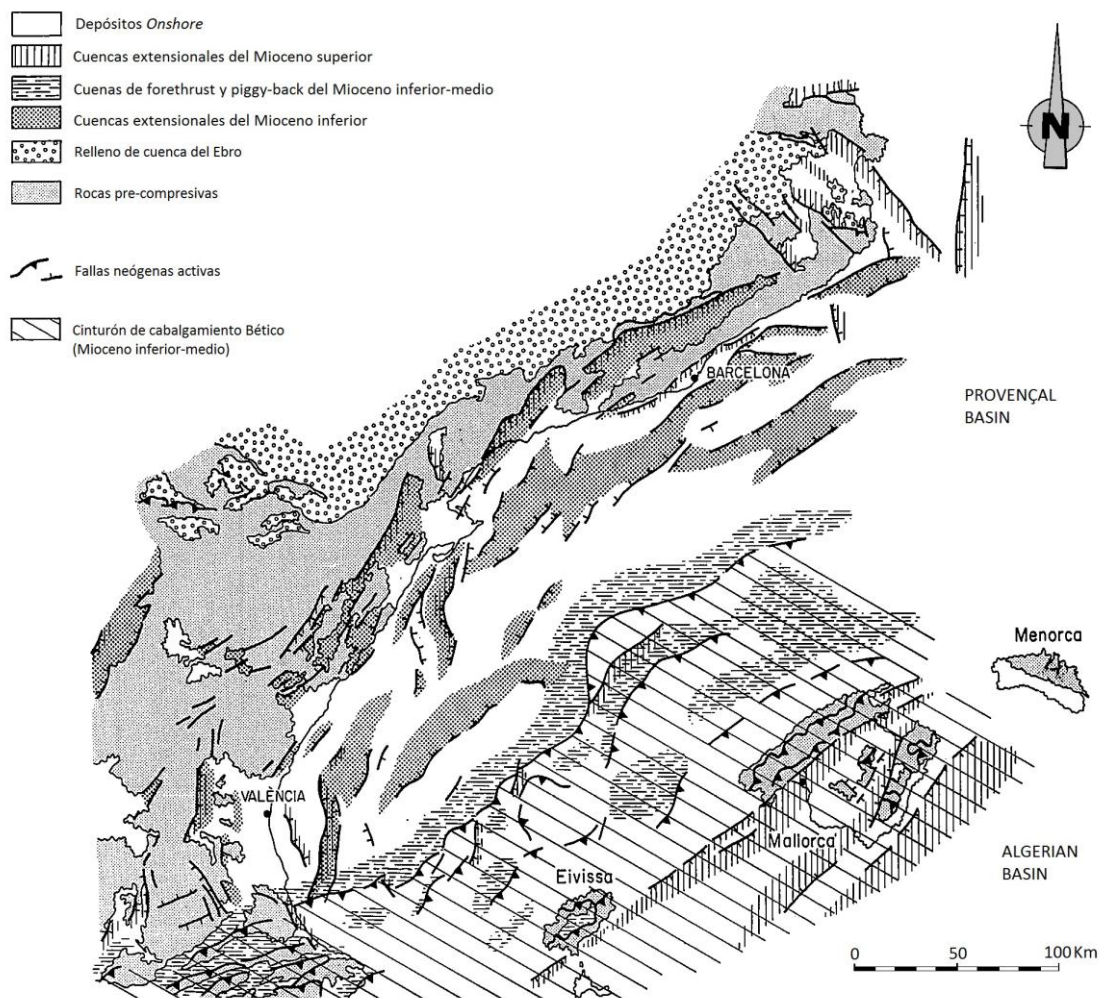 Depósitos Onshore
Cuencas extensionales del Mioceno superior
Cuenas de forethrust y piggy-back del Mioceno inferior-medio
Cuencas extensionales del Mioceno inferior
Relleno de cuenca del Ebro
Rocas pre-compresivas
Fallas neógenas activas
Cinturón de cabalgamiento Bético
(Mioceno inferior-medio)
N
BARCELONA
PROVENÇAL
BASIN
Menorca
VALÈNCIA
Mallorca
ALGERIAN
BASIN
Eivissa
0 50 100 Km